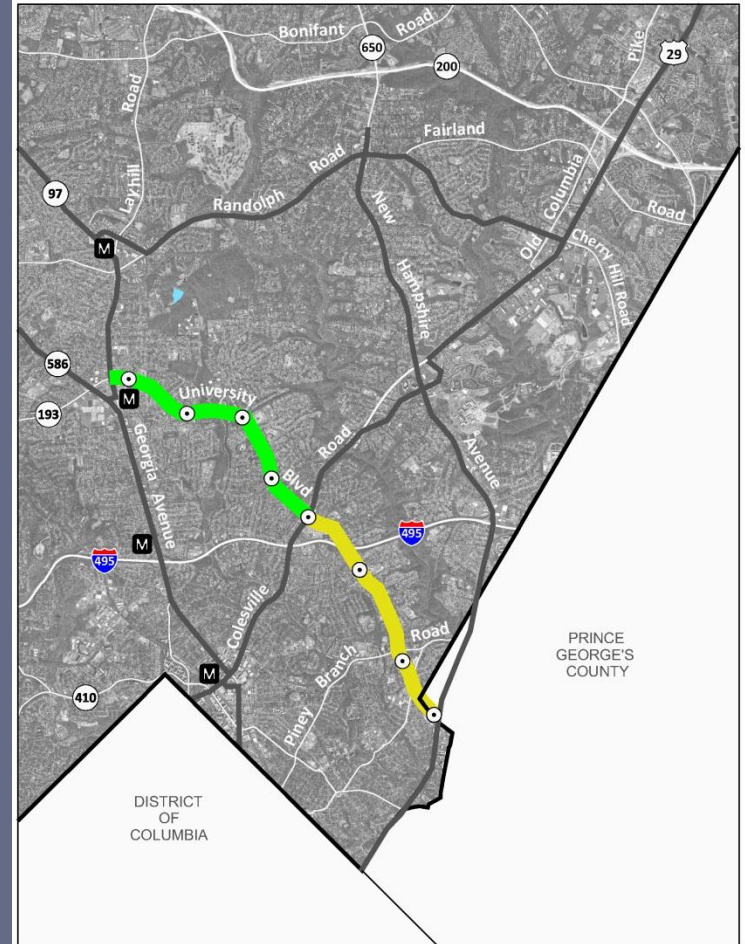 Bonifant Road
650
29
Pike
200
Layhill Road
Fairland Road
Randolph Road
97
M
New Hampshire Avenue
Old Columbia
Cherry Hill Road
586
University Blvd
M
193
Georgia Avenue
Colesville Road
M
495
495
PRINCE
GEORGE'S
COUNTY
Piney Branch Road
M
410
DISTRICT
OF
COLUMBIA